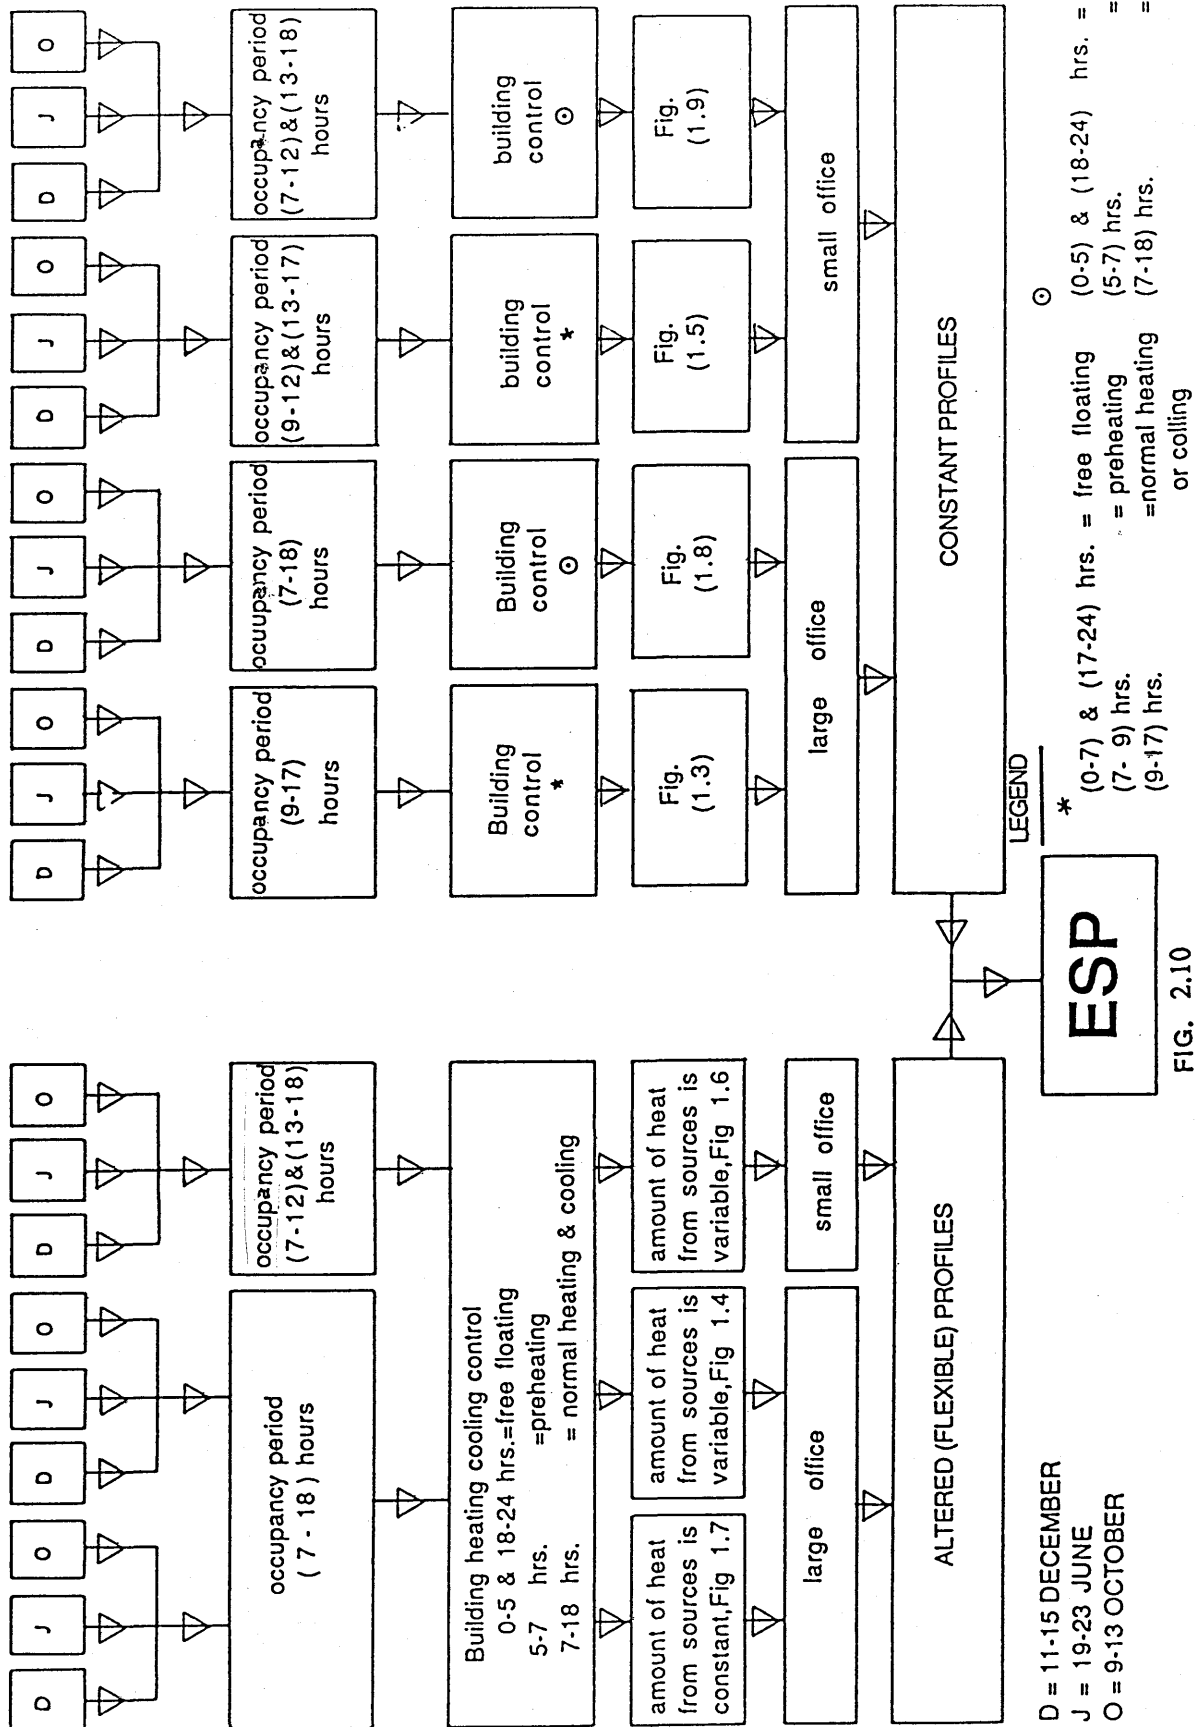 D J O D J O D J O D J O D J O D J O D J O
occupancy period
( 7 - 18 ) hours
occupancy period
(7-12)&(13-18)
hours
occupancy period
(9-17)
hours
ocuupancy period
(7-18)
hours
occupancy period
(9-12)&(13-17)
hours
occupancy period
(7-12)&(13-18)
hours
Building heating cooling control
0-5 & 18-24 hrs.=free floating
5-7 hrs. =preheating
7-18 hrs. = normal heating & cooling
Building
control
*
Building
control
⊙
building
control
*
building
control
⊙
amount of heat
from sources is
constant,Fig 1.7
amount of heat
from sources is
variable,Fig 1.4
amount of heat
from sources is
variable,Fig 1.6
Fig.
(1.3)
Fig.
(1.8)
Fig.
(1.5)
Fig.
(1.9)
large office
small office
large office
small office
ALTERED (FLEXIBLE) PROFILES
CONSTANT PROFILES
D = 11-15 DECEMBER
J = 19-23 JUNE
O = 9-13 OCTOBER
ESP
LEGEND
*
(0-7) & (17-24) hrs. = free floating
(7- 9) hrs. = preheating
(9-17) hrs. =normal heating
or colling
⊙
(0-5) & (18-24) hrs. =
(5-7) hrs. =
(7-18) hrs. =
FIG. 2.10